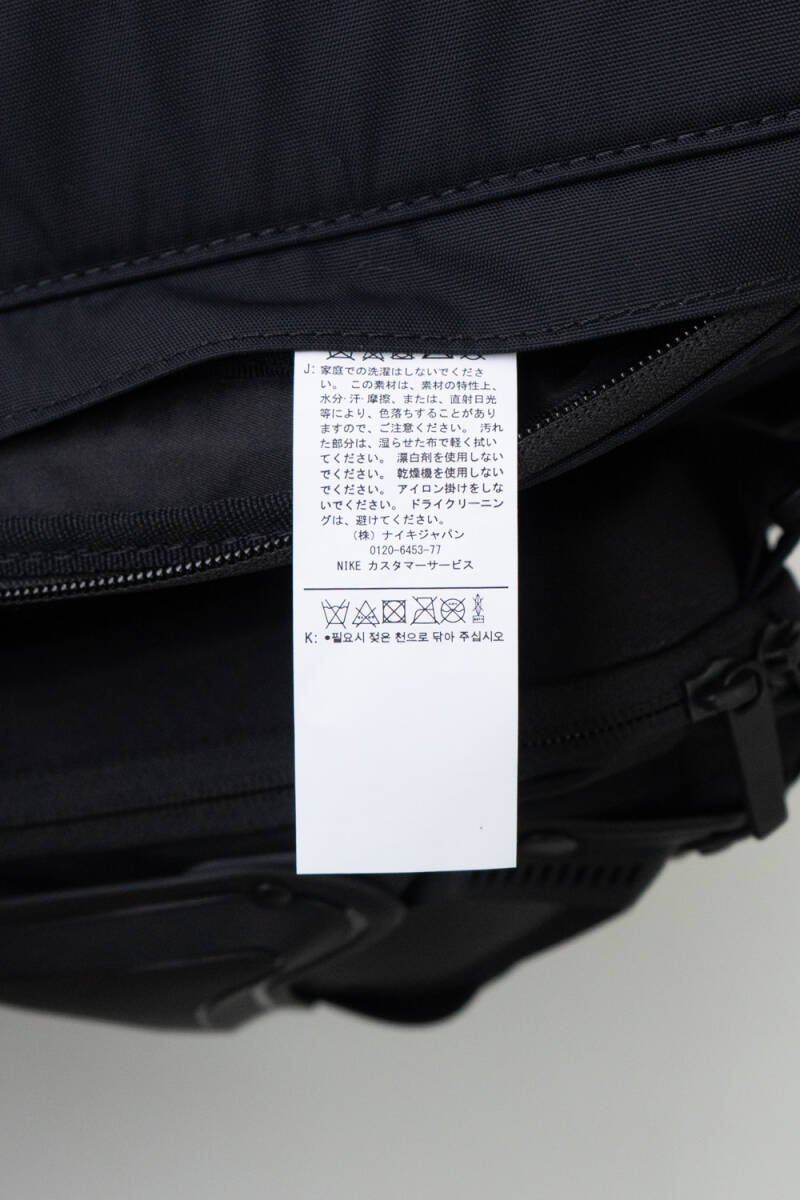 J: 家庭での洗濯はしないでくださ
い。 この素材は、素材の特性上、
水分・汗・摩擦、または、直射日光
等により、色落ちすることがあり
ますので、ご注意ください。 汚れ
た部分は、湿らせた布で軽く拭い
てください。 漂白剤を使用しない
でください。 乾燥機を使用しない
でください。 アイロン掛けをしな
いでください。 ドライクリーニン
グは、避けてください。
(株) ナイキジャパン
0120-6453-77
NIKE カスタマーサービス
K: •필요시 젖은 천으로 닦아 주십시오